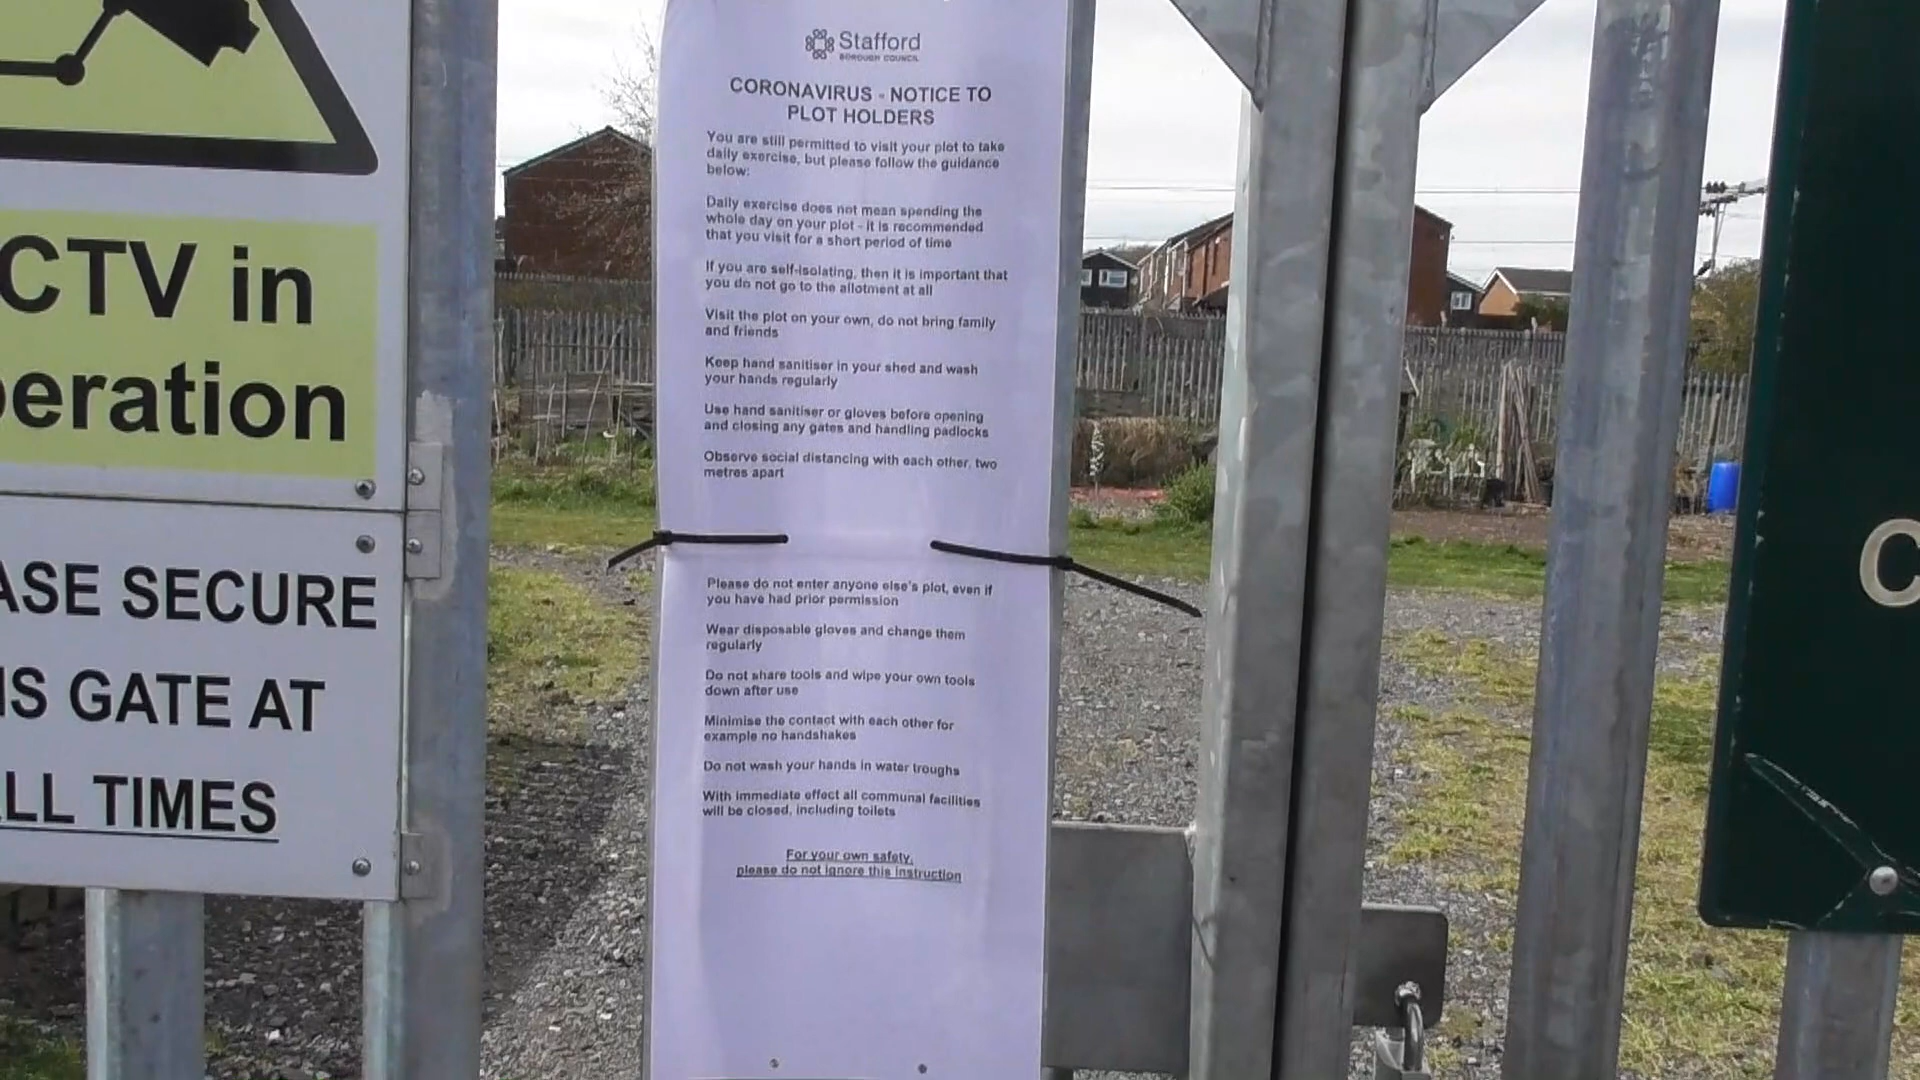 CTV in
peration
ASE SECURE
IS GATE AT
LL TIMES
Stafford
BOROUGH COUNCIL
CORONAVIRUS - NOTICE TO
PLOT HOLDERS
You are still permitted to visit your plot to take
daily exercise, but please follow the guidance
below:
Daily exercise does not mean spending the
whole day on your plot - it is recommended
that you visit for a short period of time
If you are self-isolating, then it is important that
you do not go to the allotment at all
Visit the plot on your own, do not bring family
and friends
Keep hand sanitiser in your shed and wash
your hands regularly
Use hand sanitiser or gloves before opening
and closing any gates and handling padlocks
Observe social distancing with each other, two
metres apart
Please do not enter anyone else's plot, even if
you have had prior permission
Wear disposable gloves and change them
regularly
Do not share tools and wipe your own tools
down after use
Minimise the contact with each other for
example no handshakes
Do not wash your hands in water troughs
With immediate effect all communal facilities
will be closed, including toilets
For your own safety,
please do not ignore this instruction
C